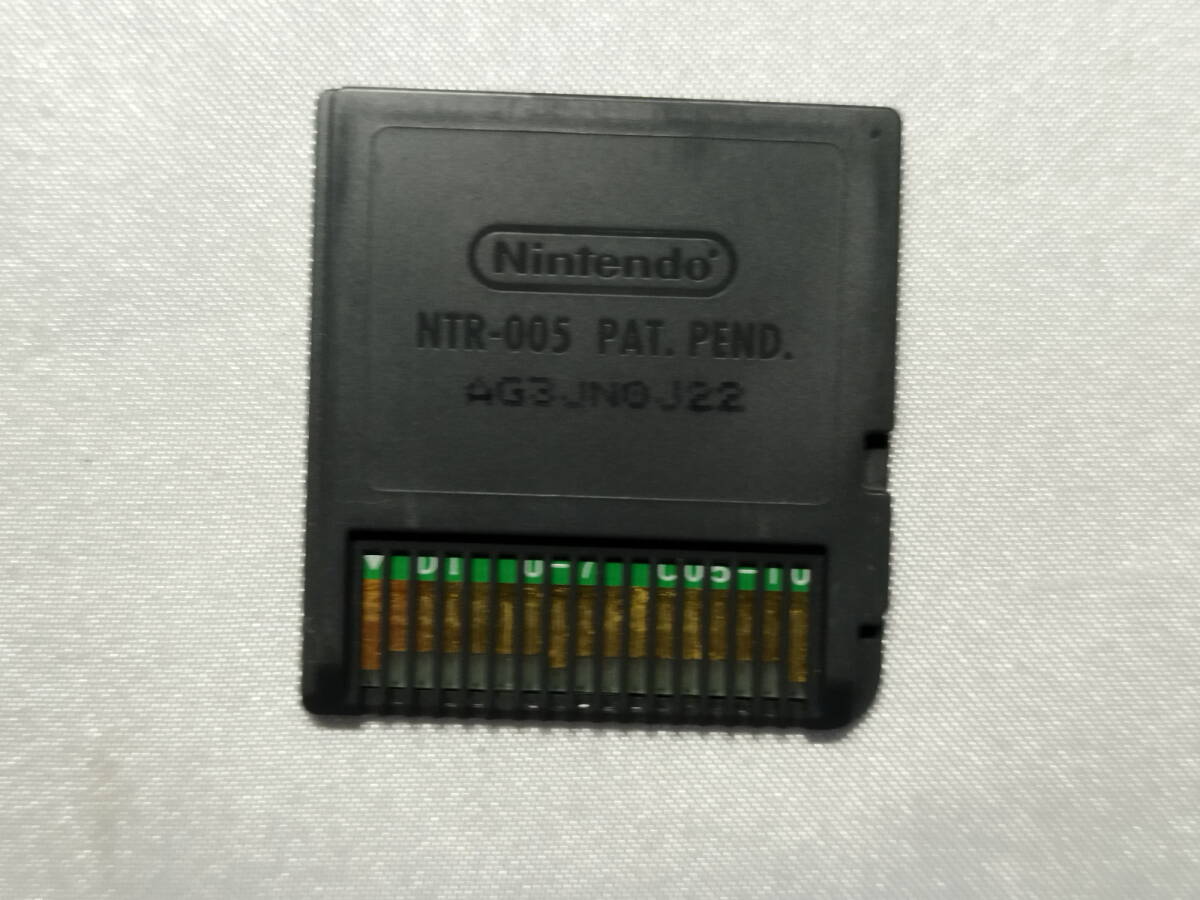 Nintendo®
NTR-005 PAT. PEND.
AG3JN0J22